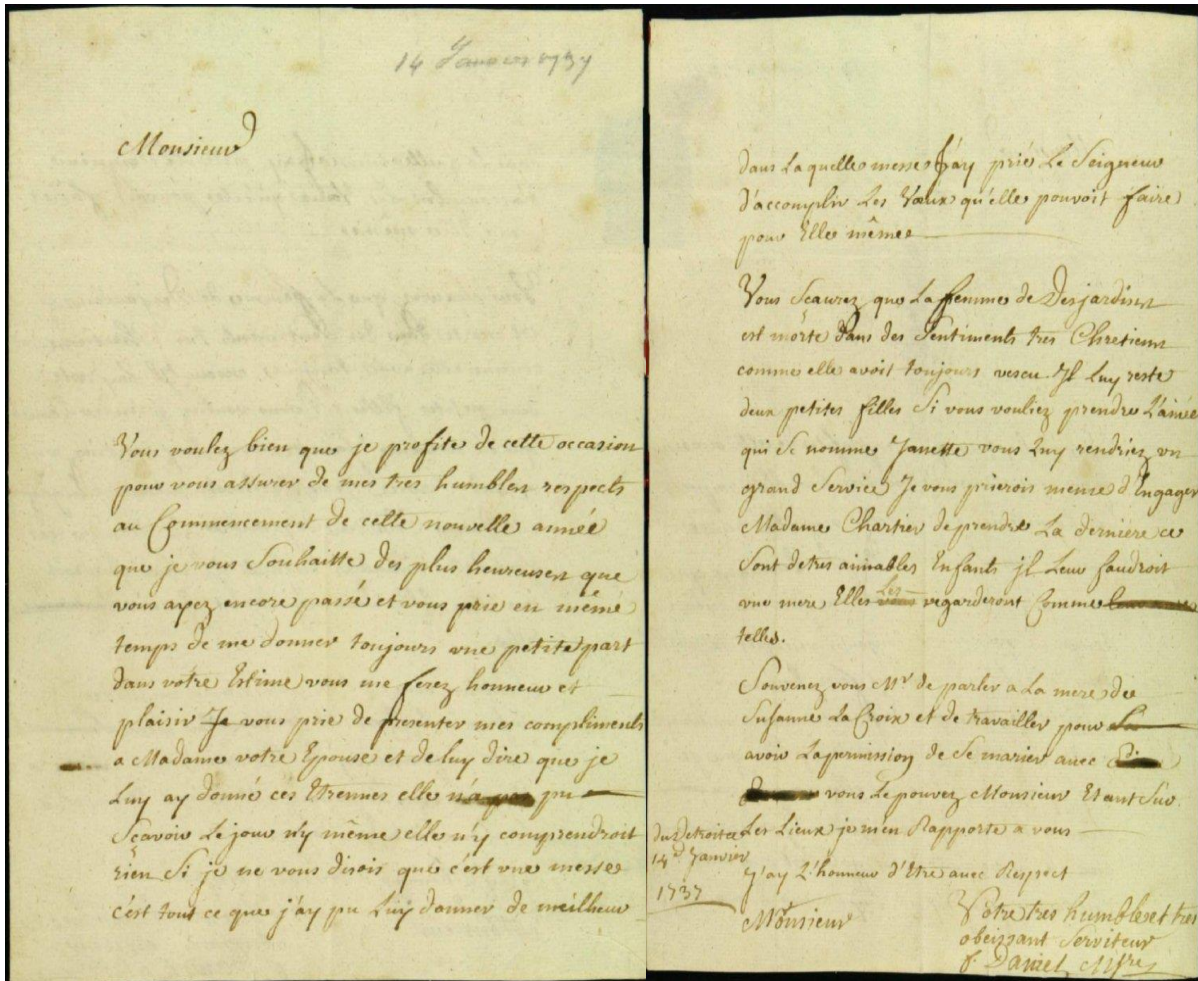 14 Janvier 1737
Monsieur
Vous voulez bien que je profite de cette occasion
pour vous assurer de mes tres humbles respects
au Commencement de cette nouvelle année
que je vous Souhaitte des plus heureuses que
vous ayez encore passé et vous prie en même
temps de me donner toujours une petite part
dans votre Estime vous me ferez honneur et
plaisir Je vous prie de presenter mes compliments
a Madame votre Epouse et de luy dire que je
Luy ay donné ces Etrennes elle n'a pas pu
Scavoir le jour n'y même elle n'y comprendroit
rien Si je ne vous disois que c'est une messe
c'est tout ce que j'ay pu Luy donner de meilleur
dans Laquelle messe J'ay prié Le Seigneur
d'accomplir Les Vœux qu'elle pouvoit faire
pour Elle même
Vous Scaurez que La femme de Desjardins
est morte dans des Sentiments tres Chretiens
comme elle avoit toujours vescu. Jl Luy reste
deux petites filles Si vous vouliez prendre L'ainée
qui Se nomme Janette vous Luy rendriez un
grand Service Je vous prierois meme d'Engager
Madame Chartier de prendre La derniere ce
Sont de tres aimables Enfants jl Leur faudroit
une mere Elles Les regarderont Comme
telles.
Souvenez vous Mr de parler a La mere de
Susanne La Croix et de travailler pour
avoir La permission de Se marier avec
vous Le pouvez Monsieur Etant Sur
Les Lieux je m'en Rapporte a vous
J'ay L'honneur d'Etre avec Respect
du Detroit ce
14e Janvier
1737
Monsieur
Votre tres humble et tres
obeissant Serviteur
f. Daniel Misre